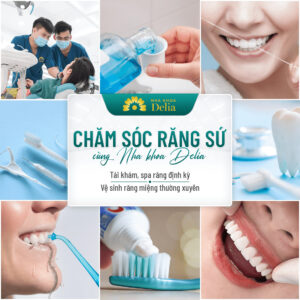 NHA KHOA
Delia
CHĂM SÓC RĂNG SỨ
cùng Nha khoa Delia
Tái khám, spa răng định kỳ
Vệ sinh răng miệng thường xuyên